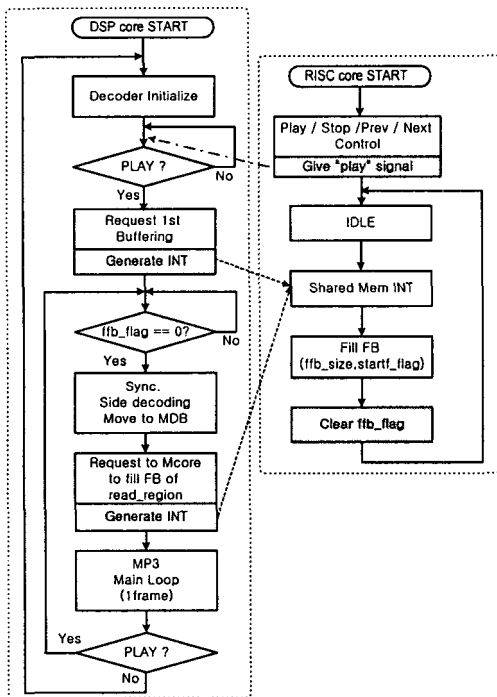 DSP core START
Decoder Initialize
PLAY ?
No
Yes
Request 1st
Buffering
Generate INT
ffb_flag == 0?
No
Yes
Sync.
Side decoding
Move to MDB
Request to Mcore
to fill FB of
read_region
Generate INT
MP3
Main Loop
(1frame)
Yes
PLAY ?
No
RISC core START
Play / Stop /Prev / Next
Control
Give "play" signal
IDLE
Shared Mem INT
Fill FB
(ffb_size,startf_flag)
Clear ffb_flag